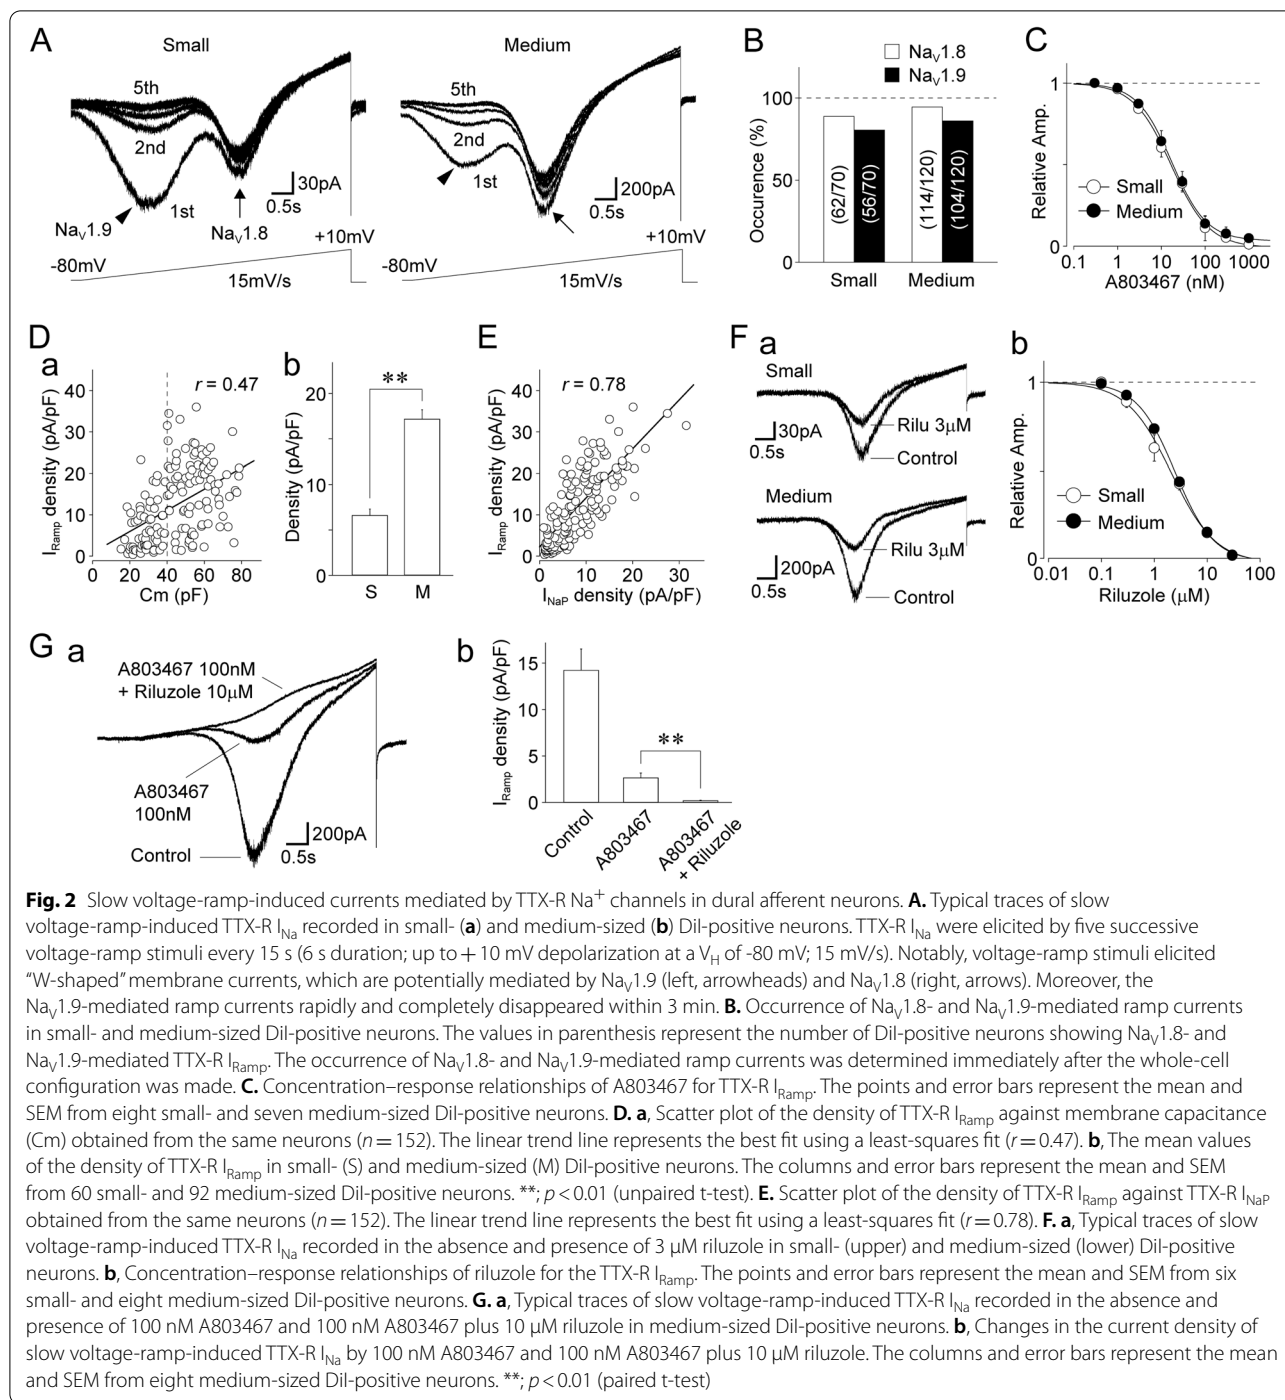 A
Small
5th
2nd
1st
NaV1.9
NaV1.8
30pA
0.5s
+10mV
-80mV
15mV/s
Medium
5th
2nd
1st
200pA
0.5s
+10mV
-80mV
15mV/s
B
NaV1.8
NaV1.9
Occurence (%)
100
50
0
(62/70)
(56/70)
(114/120)
(104/120)
Small
Medium
C
Relative Amp.
1
0
Small
Medium
0.1 1 10 100 1000
A803467 (nM)
D
a
IRamp density (pA/pF)
r = 0.47
40
30
20
10
0
0 20 40 60 80
Cm (pF)
b
Density (pA/pF)
**
20
10
0
S M
E
IRamp density (pA/pF)
r = 0.78
40
30
20
10
0
0 10 20 30
INaP density (pA/pF)
F
a
Small
30pA
0.5s
Rilu 3μM
Control
Medium
200pA
0.5s
Rilu 3μM
Control
b
Relative Amp.
1
0
Small
Medium
0.01 0.1 1 10 100
Riluzole (μM)
G
a
A803467 100nM
+ Riluzole 10μM
A803467
100nM
Control
200pA
0.5s
b
IRamp density (pA/pF)
15
10
5
0
**
Control
A803467
A803467
+ Riluzole
Fig. 2 Slow voltage-ramp-induced currents mediated by TTX-R Na+ channels in dural afferent neurons. A. Typical traces of slow
voltage-ramp-induced TTX-R INa recorded in small- (a) and medium-sized (b) DiI-positive neurons. TTX-R INa were elicited by five successive
voltage-ramp stimuli every 15 s (6 s duration; up to + 10 mV depolarization at a VH of -80 mV; 15 mV/s). Notably, voltage-ramp stimuli elicited
“W-shaped” membrane currents, which are potentially mediated by NaV1.9 (left, arrowheads) and NaV1.8 (right, arrows). Moreover, the
NaV1.9-mediated ramp currents rapidly and completely disappeared within 3 min. B. Occurrence of NaV1.8- and NaV1.9-mediated ramp currents
in small- and medium-sized DiI-positive neurons. The values in parenthesis represent the number of DiI-positive neurons showing NaV1.8- and
NaV1.9-mediated TTX-R IRamp. The occurrence of NaV1.8- and NaV1.9-mediated ramp currents was determined immediately after the whole-cell
configuration was made. C. Concentration–response relationships of A803467 for TTX-R IRamp. The points and error bars represent the mean and
SEM from eight small- and seven medium-sized DiI-positive neurons. D. a, Scatter plot of the density of TTX-R IRamp against membrane capacitance
(Cm) obtained from the same neurons (n = 152). The linear trend line represents the best fit using a least-squares fit (r = 0.47). b, The mean values
of the density of TTX-R IRamp in small- (S) and medium-sized (M) DiI-positive neurons. The columns and error bars represent the mean and SEM
from 60 small- and 92 medium-sized DiI-positive neurons. **; p < 0.01 (unpaired t-test). E. Scatter plot of the density of TTX-R IRamp against TTX-R INaP
obtained from the same neurons (n = 152). The linear trend line represents the best fit using a least-squares fit (r = 0.78). F. a, Typical traces of slow
voltage-ramp-induced TTX-R INa recorded in the absence and presence of 3 μM riluzole in small- (upper) and medium-sized (lower) DiI-positive
neurons. b, Concentration–response relationships of riluzole for the TTX-R IRamp. The points and error bars represent the mean and SEM from six
small- and eight medium-sized DiI-positive neurons. G. a, Typical traces of slow voltage-ramp-induced TTX-R INa recorded in the absence and
presence of 100 nM A803467 and 100 nM A803467 plus 10 μM riluzole in medium-sized DiI-positive neurons. b, Changes in the current density of
slow voltage-ramp-induced TTX-R INa by 100 nM A803467 and 100 nM A803467 plus 10 μM riluzole. The columns and error bars represent the mean
and SEM from eight medium-sized DiI-positive neurons. **; p < 0.01 (paired t-test)